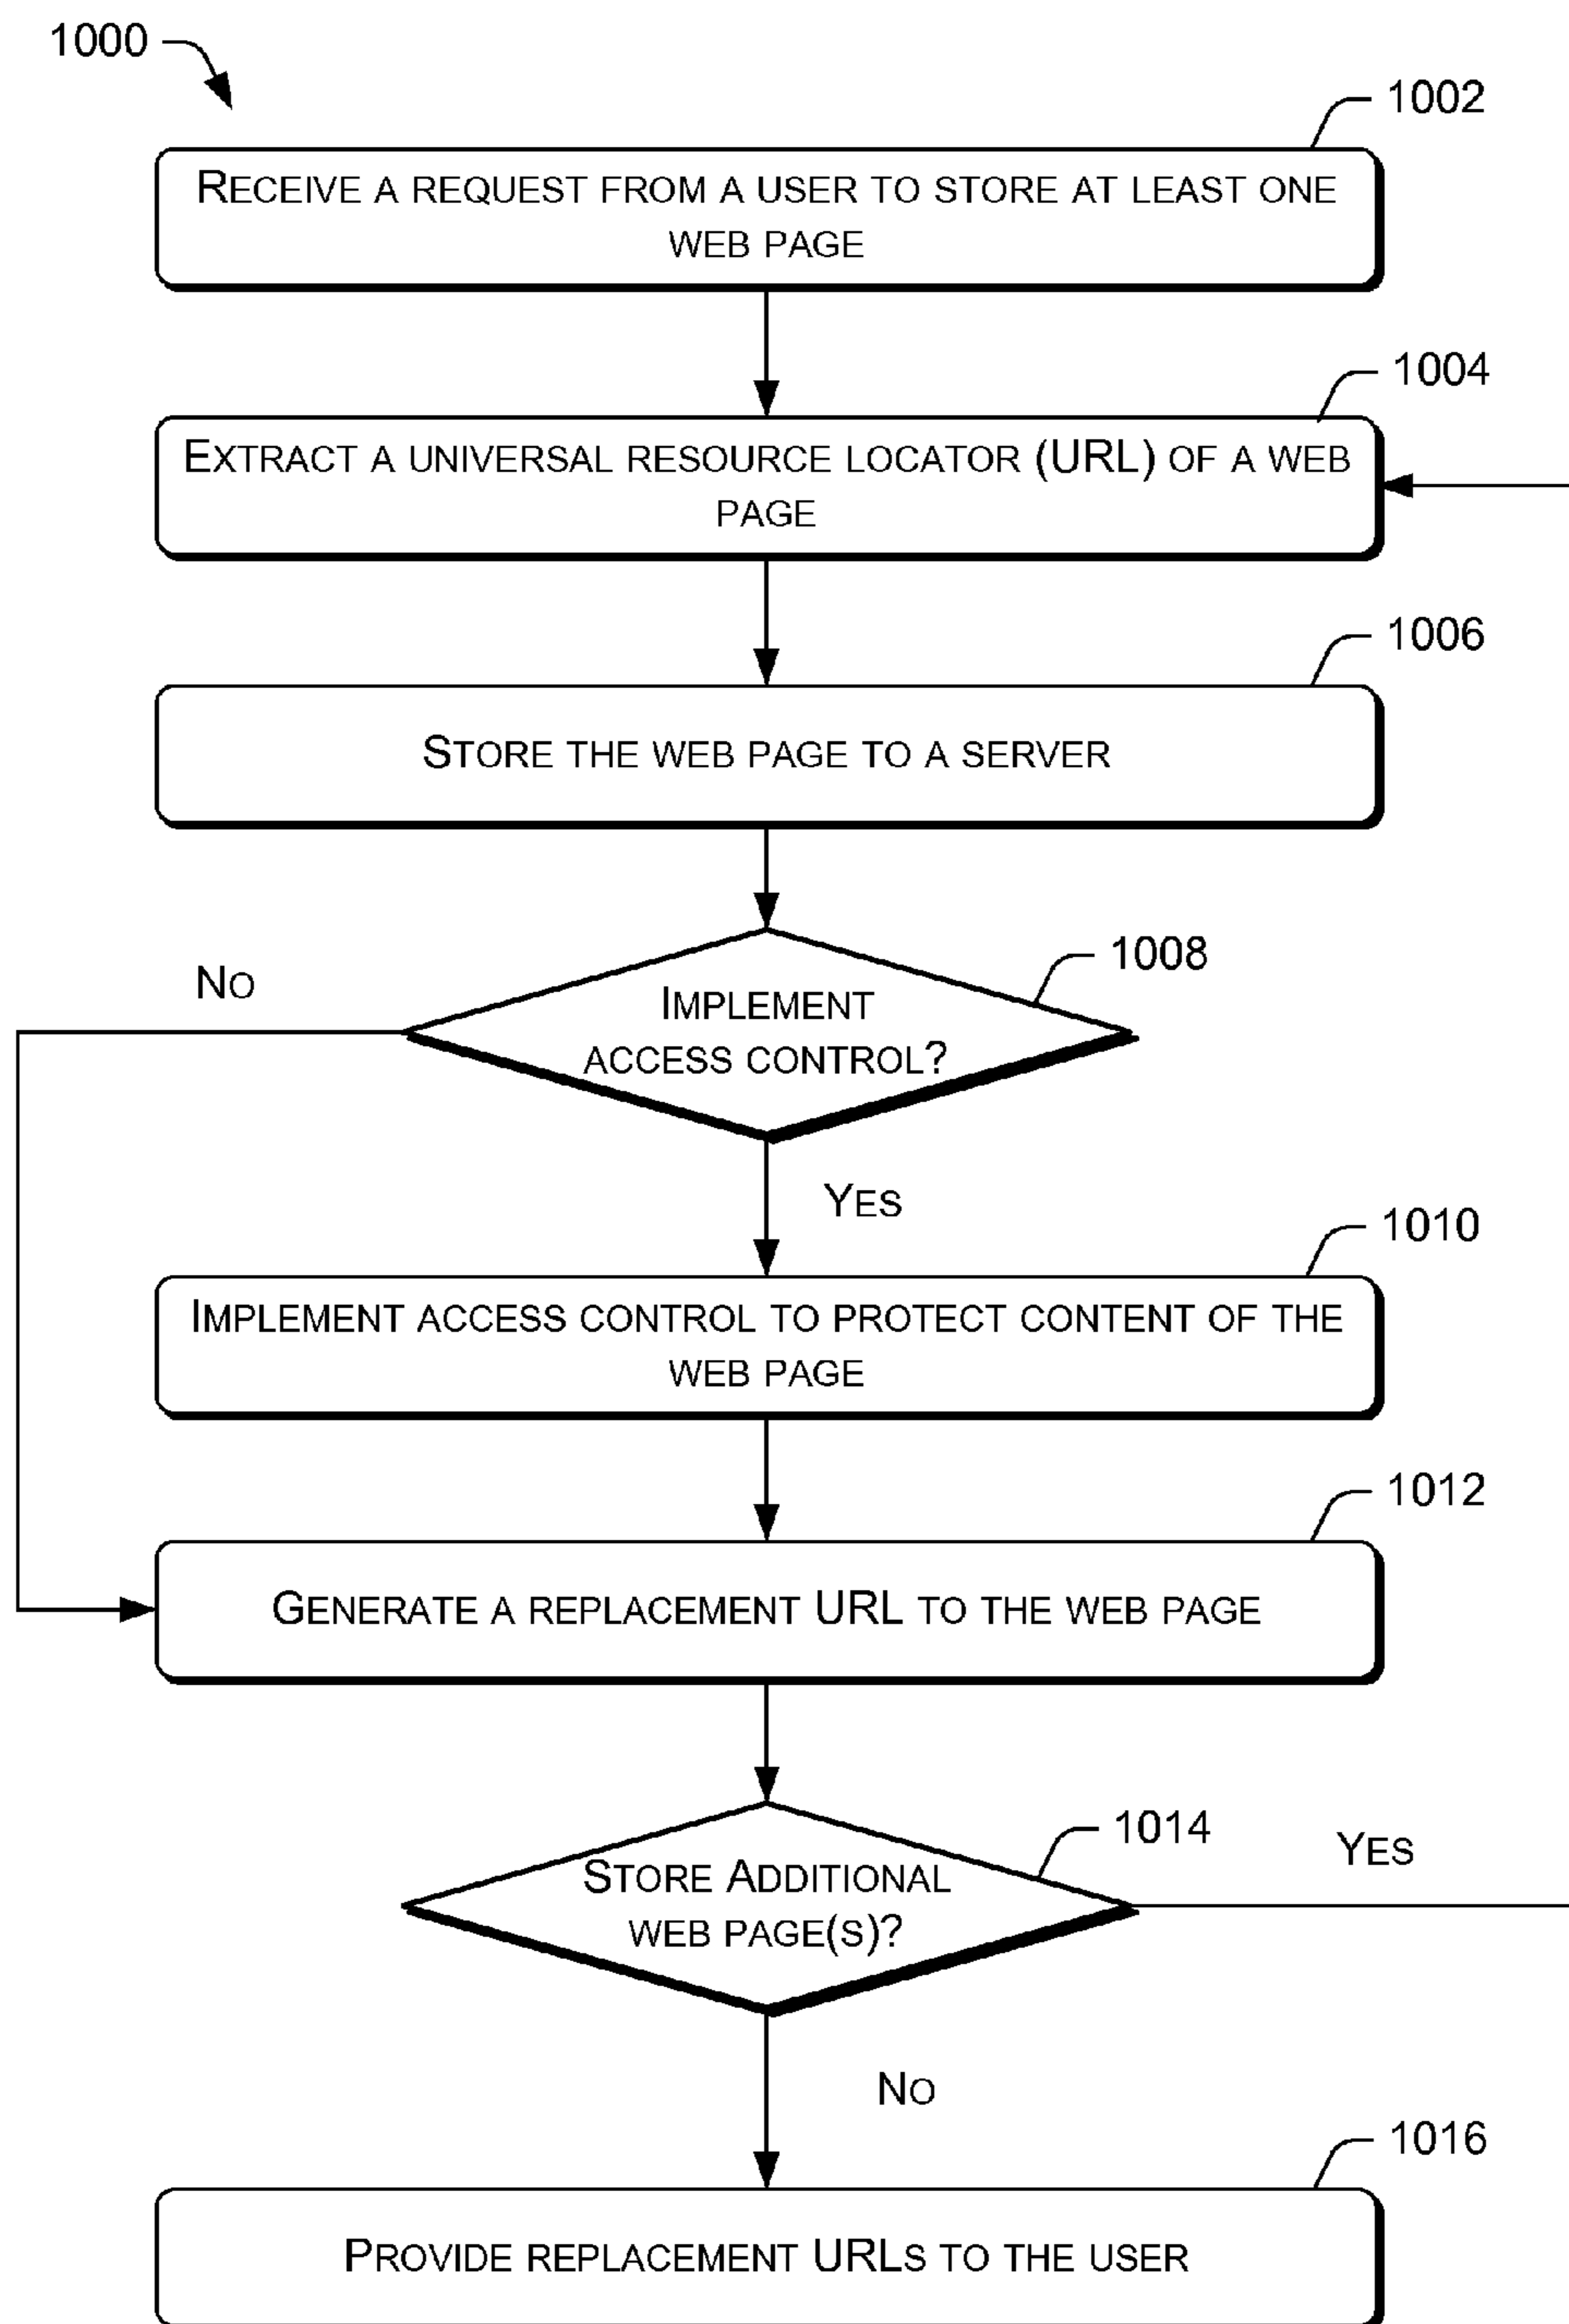 1000
1002
RECEIVE A REQUEST FROM A USER TO STORE AT LEAST ONE
WEB PAGE
1004
EXTRACT A UNIVERSAL RESOURCE LOCATOR (URL) OF A WEB
PAGE
1006
STORE THE WEB PAGE TO A SERVER
1008
NO
IMPLEMENT
ACCESS CONTROL?
YES
1010
IMPLEMENT ACCESS CONTROL TO PROTECT CONTENT OF THE
WEB PAGE
1012
GENERATE A REPLACEMENT URL TO THE WEB PAGE
1014
YES
STORE ADDITIONAL
WEB PAGE(S)?
NO
1016
PROVIDE REPLACEMENT URLS TO THE USER